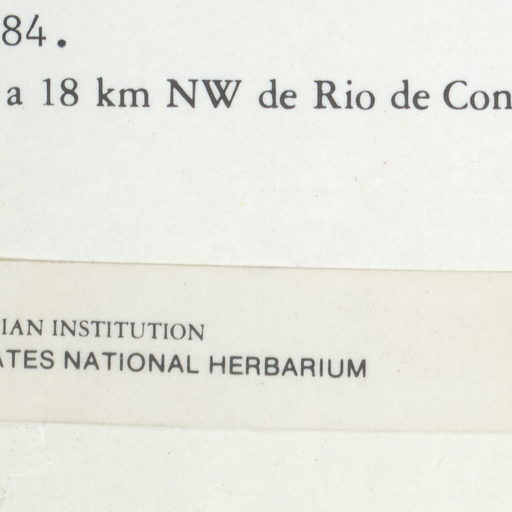 84.
a 18 km NW de Rio de Con
IAN INSTITUTION
ATES NATIONAL HERBARIUM